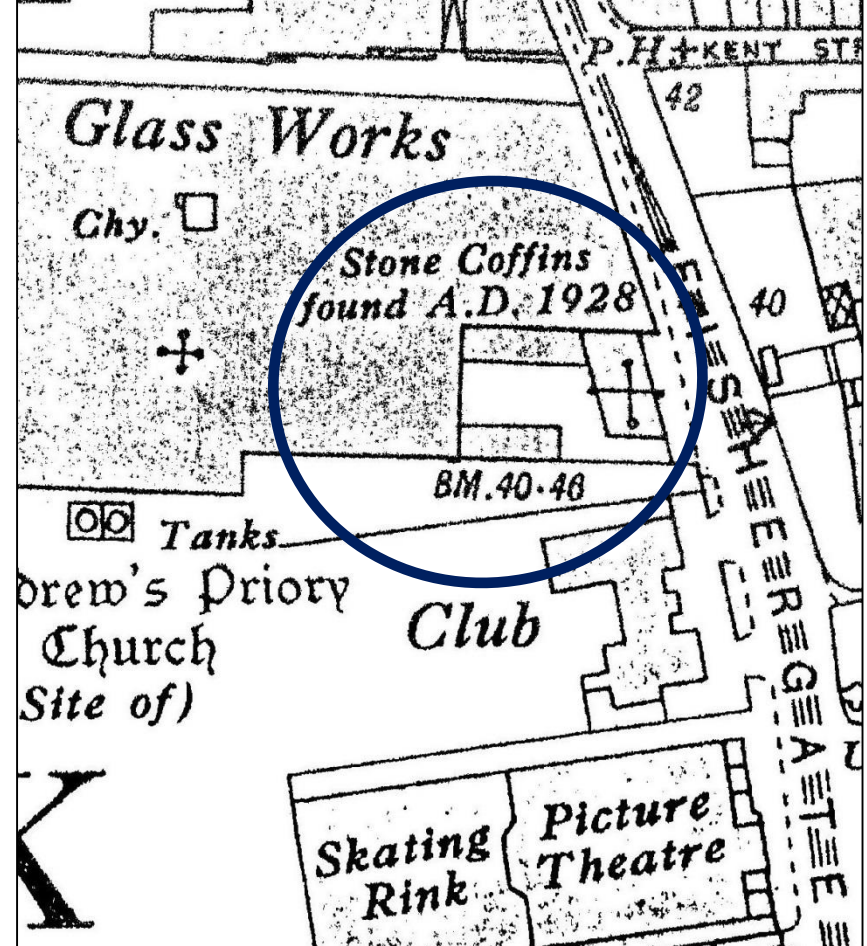 P.H.
KENT ST
42
Glass Works
Chy.
Stone Coffins
found A.D. 1928
40
FISHERGATE
BM.40·46
Tanks
drew's Priory
Church
Site of)
Club
K
Picture
Theatre
Skating
Rink